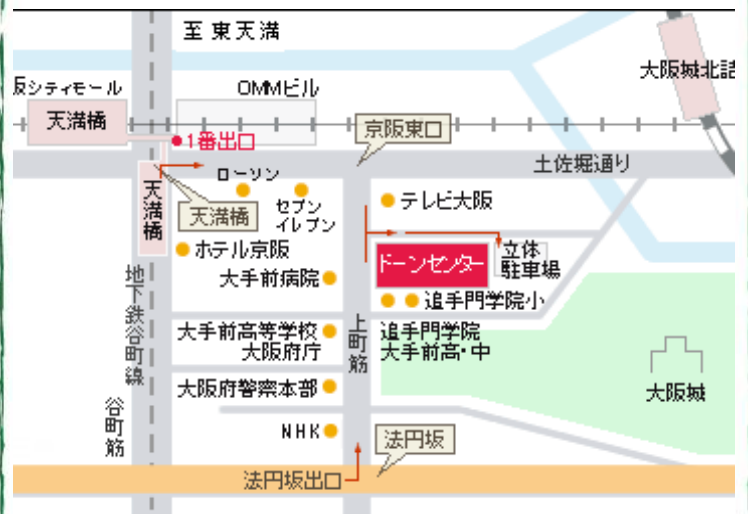 至東天満
大阪城北詰
阪シティモール
OMMビル
天満橋
京阪東口
1番出口
土佐堀通り
ローソン
天満橋
天満橋
セブン
イレブン
テレビ大阪
ホテル京阪
ドーンセンター
立体
駐車場
大手前病院
追手門学院小
地下鉄谷町線
大手前高等学校
大阪府庁
上町筋
追手門学院
大手前高・中
大阪府警察本部
大阪城
谷町筋
NHK
法円坂
法円坂出口